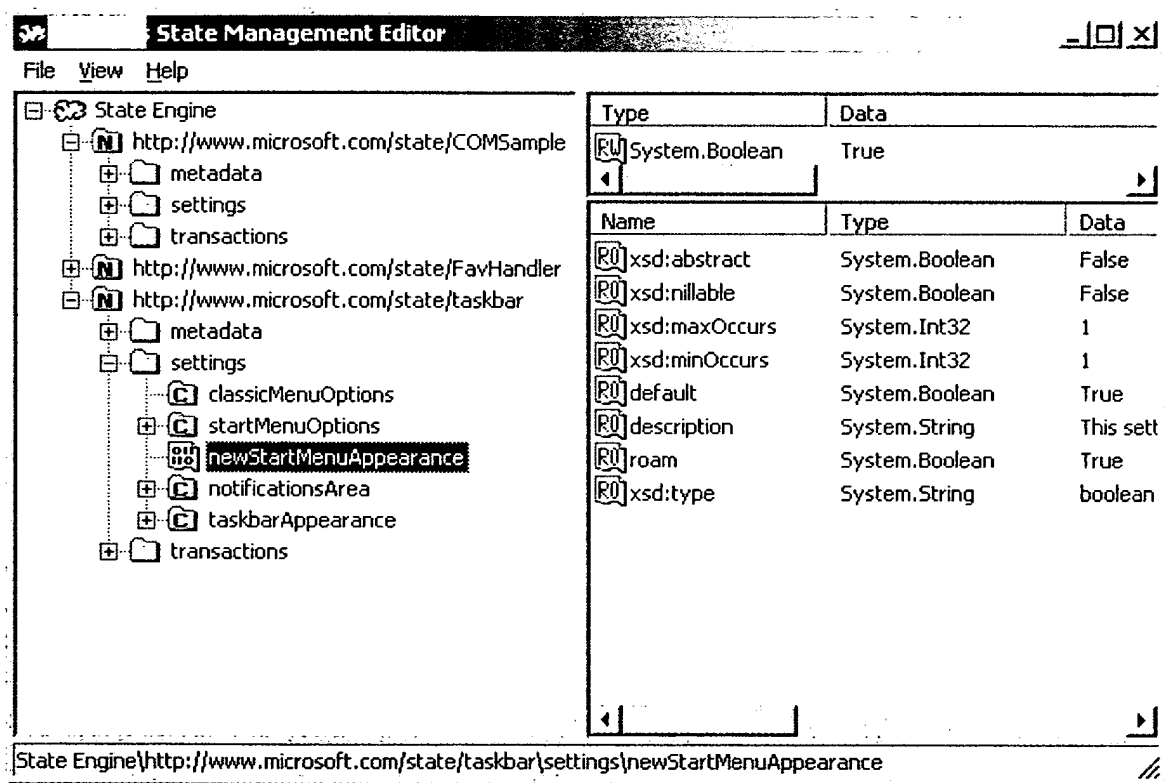 State Management Editor
File View Help
State Engine
http://www.microsoft.com/state/COMSample
metadata
settings
transactions
http://www.microsoft.com/state/FavHandler
http://www.microsoft.com/state/taskbar
metadata
settings
classicMenuOptions
startMenuOptions
newStartMenuAppearance
notificationsArea
taskbarAppearance
transactions
Type Data
System.Boolean True
Name Type Data
xsd:abstract System.Boolean False
xsd:nillable System.Boolean False
xsd:maxOccurs System.Int32 1
xsd:minOccurs System.Int32 1
default System.Boolean True
description System.String This sett
roam System.Boolean True
xsd:type System.String boolean
State Engine\http://www.microsoft.com/state/taskbar\settings\newStartMenuAppearance